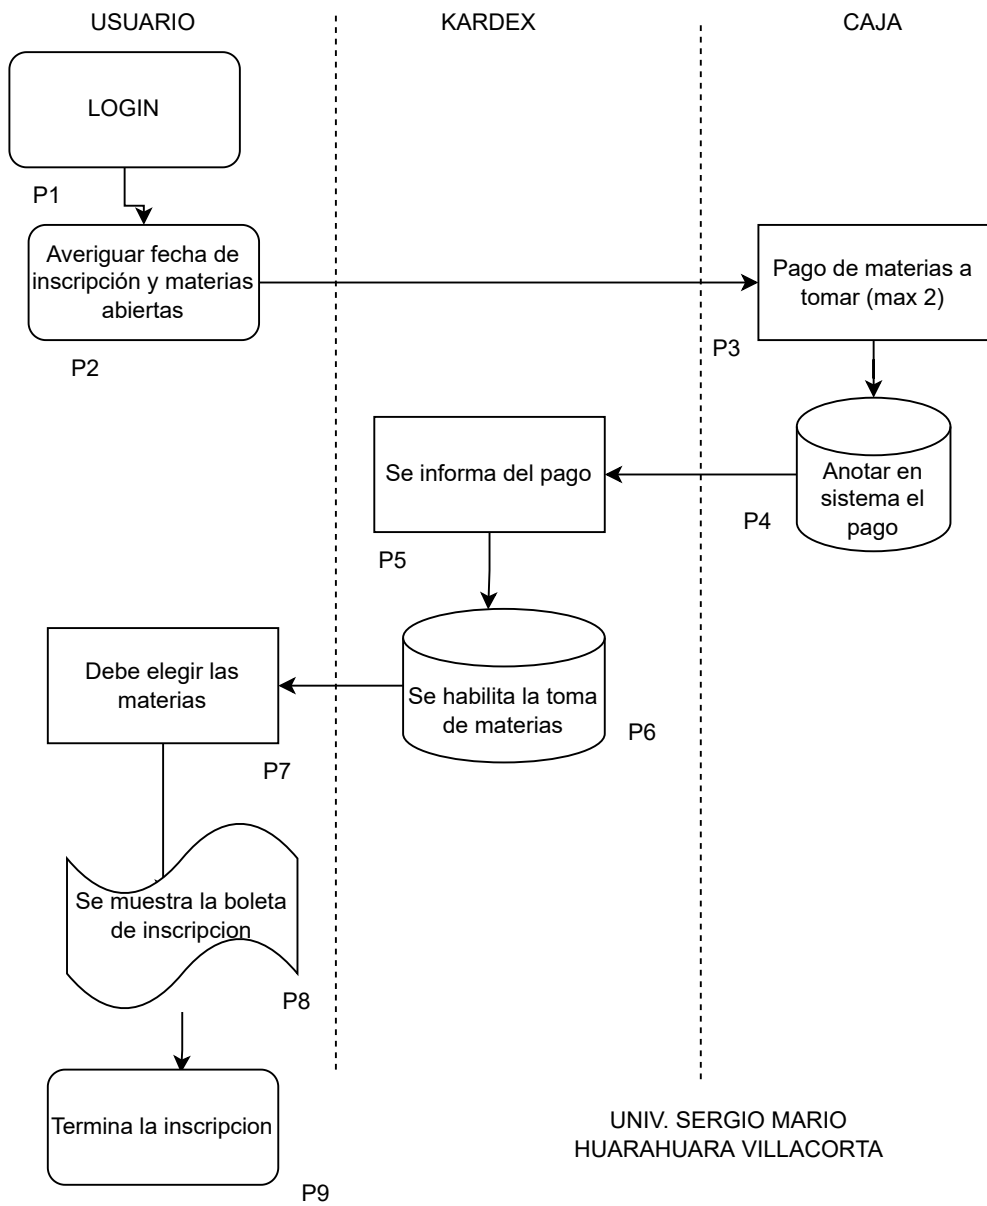 USUARIO
KARDEX
CAJA
LOGIN
P1
Averiguar fecha de
inscripción y materias
abiertas
P2
Pago de materias a
tomar (max 2)
P3
Anotar en
sistema el
pago
P4
Se informa del pago
P5
Se habilita la toma
de materias
P6
Debe elegir las
materias
P7
Se muestra la boleta
de inscripcion
P8
Termina la inscripcion
P9
UNIV. SERGIO MARIO
HUARAHUARA VILLACORTA